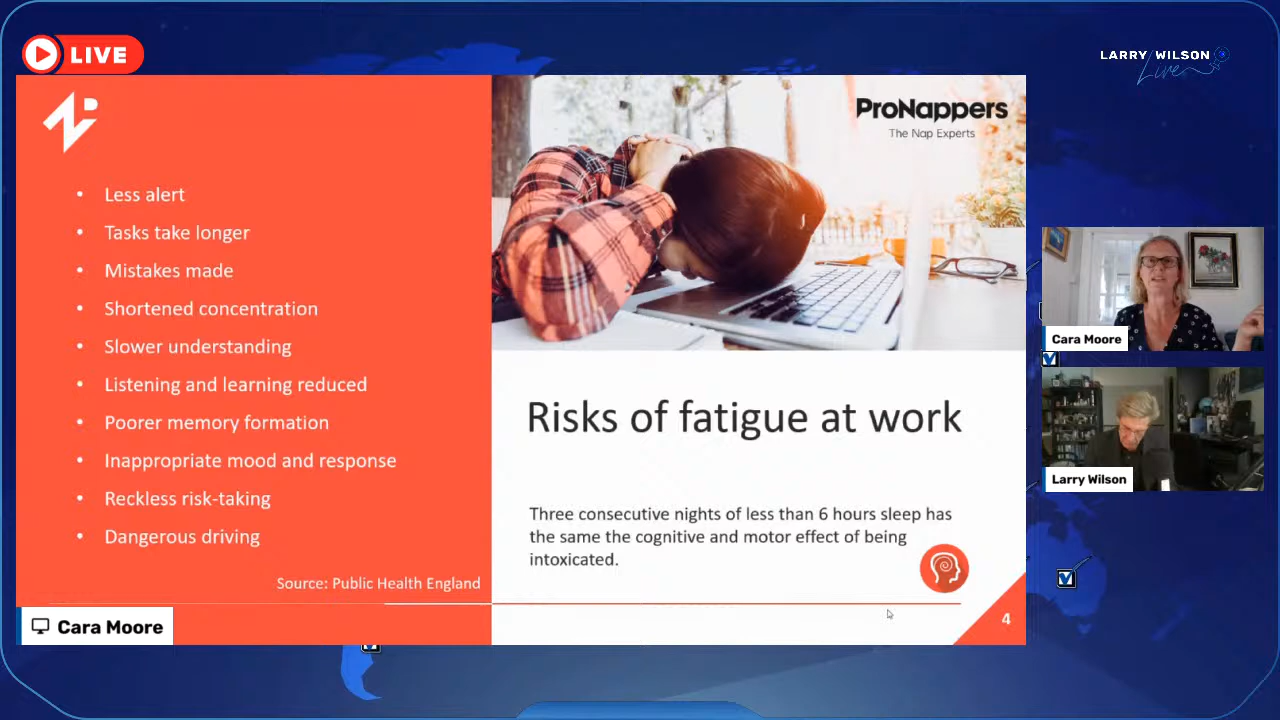 LIVE
LARRY WILSON
Live
ProNappers
The Nap Experts
• Less alert
• Tasks take longer
• Mistakes made
• Shortened concentration
• Slower understanding
• Listening and learning reduced
• Poorer memory formation
• Inappropriate mood and response
• Reckless risk-taking
• Dangerous driving
Source: Public Health England
Risks of fatigue at work
Three consecutive nights of less than 6 hours sleep has
the same the cognitive and motor effect of being
intoxicated.
4
Cara Moore
Cara Moore
Larry Wilson